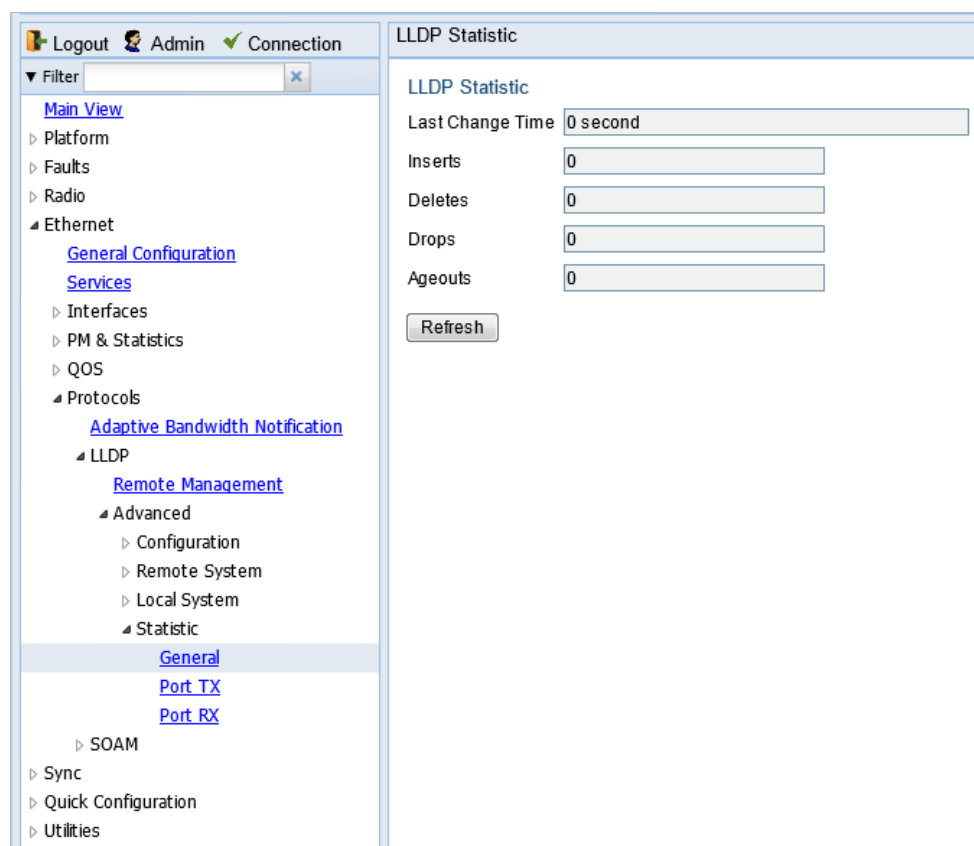 Logout Admin Connection
Filter
Main View
Platform
Faults
Radio
Ethernet
General Configuration
Services
Interfaces
PM & Statistics
QOS
Protocols
Adaptive Bandwidth Notification
LLDP
Remote Management
Advanced
Configuration
Remote System
Local System
Statistic
General
Port TX
Port RX
SOAM
Sync
Quick Configuration
Utilities
LLDP Statistic
LLDP Statistic
Last Change Time 0 second
Inserts 0
Deletes 0
Drops 0
Ageouts 0
Refresh